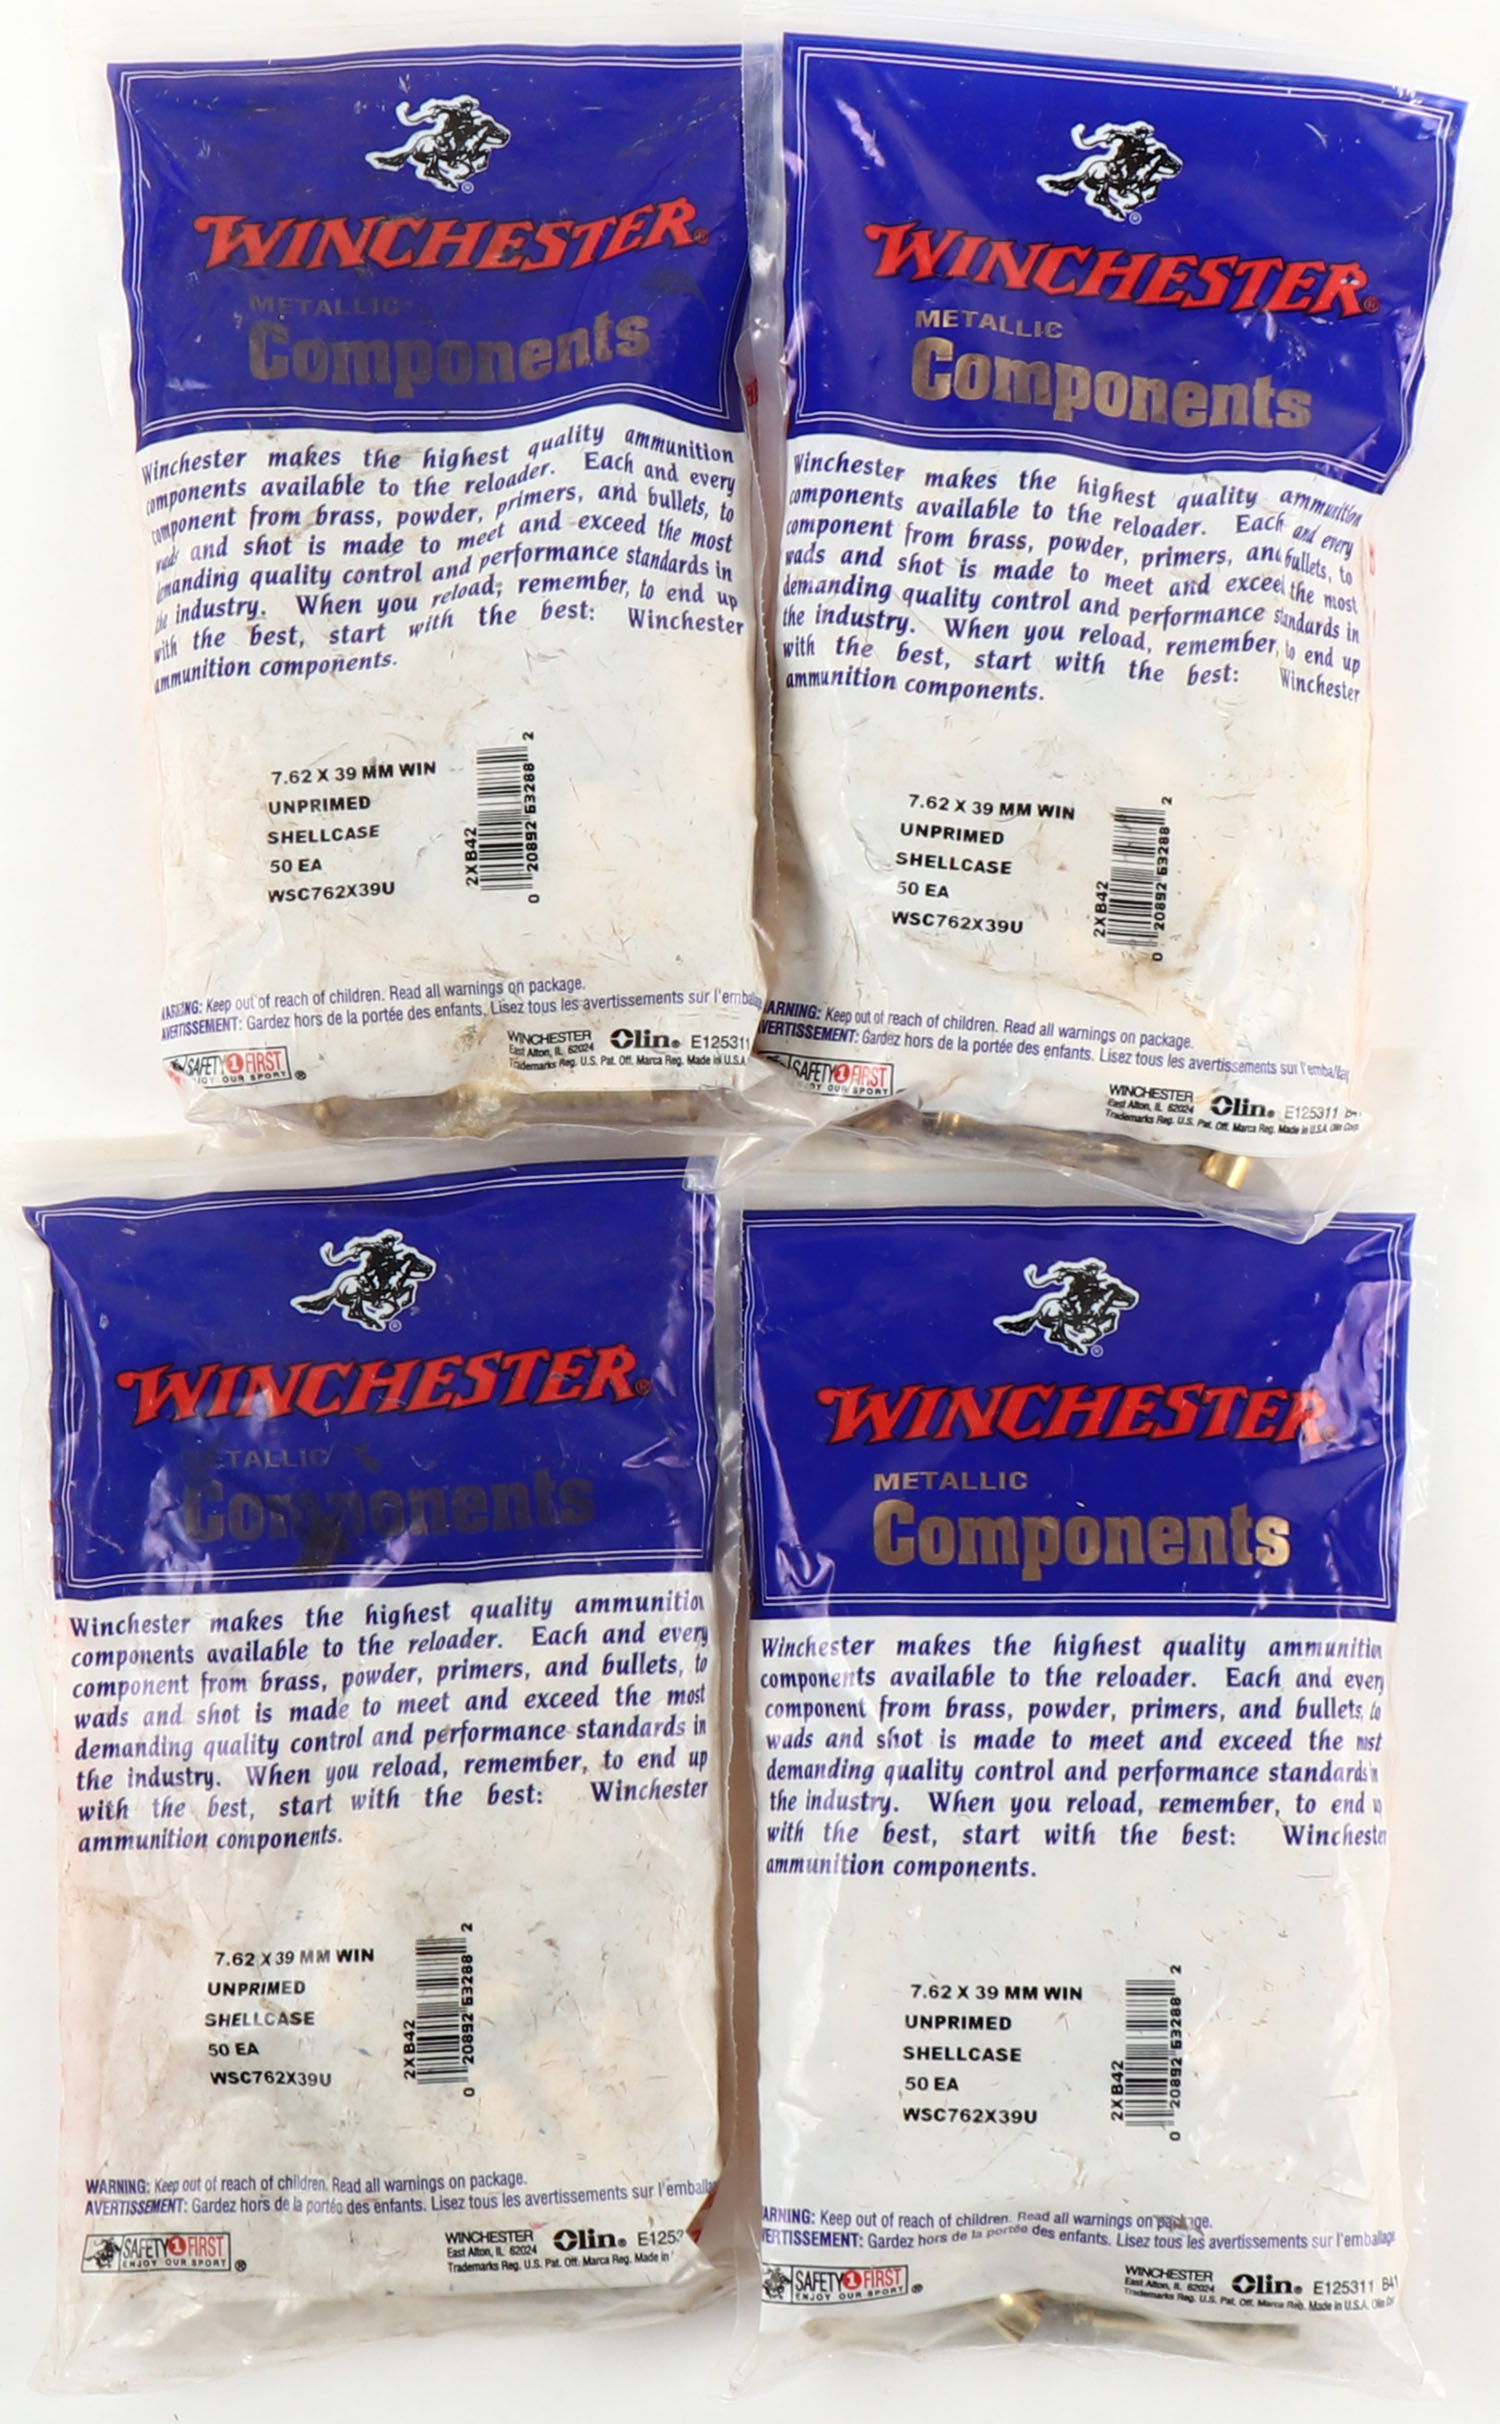 WINCHESTER®
METALLIC
Components
Winchester makes the highest quality ammunition
components available to the reloader. Each and every
component from brass, powder, primers, and bullets, to
and shot is made to meet and exceed the most
manding quality control and performance standards in
the industry. When you reload, remember, to end up
with the best, start with the best: Winchester
ammunition components.
7.62 X 39 MM WIN
UNPRIMED
SHELLCASE
50 EA
WSC762X39U
2XB42
0 20892 63288 2
WARNING: Keep out of reach of children. Read all warnings on package.
AVERTISSEMENT: Gardez hors de la portée des enfants. Lisez tous les avertissements sur l'embal
SAFETY 1 FIRST
JOY OUR SPORT ®
WINCHESTER
East Alton, IL 62024
Olin® E125311
Trademarks Reg. U.S. Pat. Off. Marca Reg. Made in U.S.A.
WINCHESTER®
METALLIC
Components
Winchester makes the highest quality ammunition
components available to the reloader. Each and every
component from brass, powder, primers, and bullets, to
wads and shot is made to meet and exceed the most
demanding quality control and performance standards in
the industry. When you reload, remember, to end up
with the best, start with the best: Winchester
ammunition components.
7.62 X 39 MM WIN
UNPRIMED
SHELLCASE
50 EA
WSC762X39U
2XB42
0 20892 63288 2
ARNING: Keep out of reach of children. Read all warnings on package.
VERTISSEMENT: Gardez hors de la portée des enfants. Lisez tous les avertissements sur l'emballag
SAFETY 1 FIRST
OUR SPORT
WINCHESTER
East Alton, IL 62024
Olin® E125311
Trademarks Reg. U.S. Pat. Off. Marca Reg. Made in U.S.A. Olin Corp
WINCHESTER®
TALLIC
Components
Winchester makes the highest quality ammunition
components available to the reloader. Each and every
component from brass, powder, primers, and bullets, to
wads and shot is made to meet and exceed the most
demanding quality control and performance standards in
the industry. When you reload, remember, to end up
with the best, start with the best: Winchester
ammunition components.
7.62 X 39 MM WIN
UNPRIMED
SHELLCASE
50 EA
WSC762X39U
2XB42
0 20892 63288 2
WARNING: Keep out of reach of children. Read all warnings on package.
AVERTISSEMENT: Gardez hors de la portée des enfants. Lisez tous les avertissements sur l'emballa
SAFETY 1 FIRST
ENJOY OUR SPORT ®
WINCHESTER
East Alton, IL 62024
Olin® E125
Trademarks Reg. U.S. Pat. Off. Marca Reg. Made in
WINCHESTER
METALLIC
Components
Winchester makes the highest quality ammunition
components available to the reloader. Each and every
component from brass, powder, primers, and bullets, to
wads and shot is made to meet and exceed the most
demanding quality control and performance standards in
the industry. When you reload, remember, to end u
with the best, start with the best: Winchester
ammunition components.
7.62 X 39 MM WIN
UNPRIMED
SHELLCASE
50 EA
WSC762X39U
2XB42
0 20892 63288 2
ARNING: Keep out of reach of children. Read all warnings on package.
ERTISSEMENT: Gardez hors de la portée des enfants. Lisez tous les avertissements sur l'emballage
SAFETY 1 FIRST
ENJOY OUR SPORT ®
WINCHESTER
East Alton, IL 62024
Olin® E125311 B41
Trademarks Reg. U.S. Pat. Off. Marca Reg. Made in U.S.A. Olin